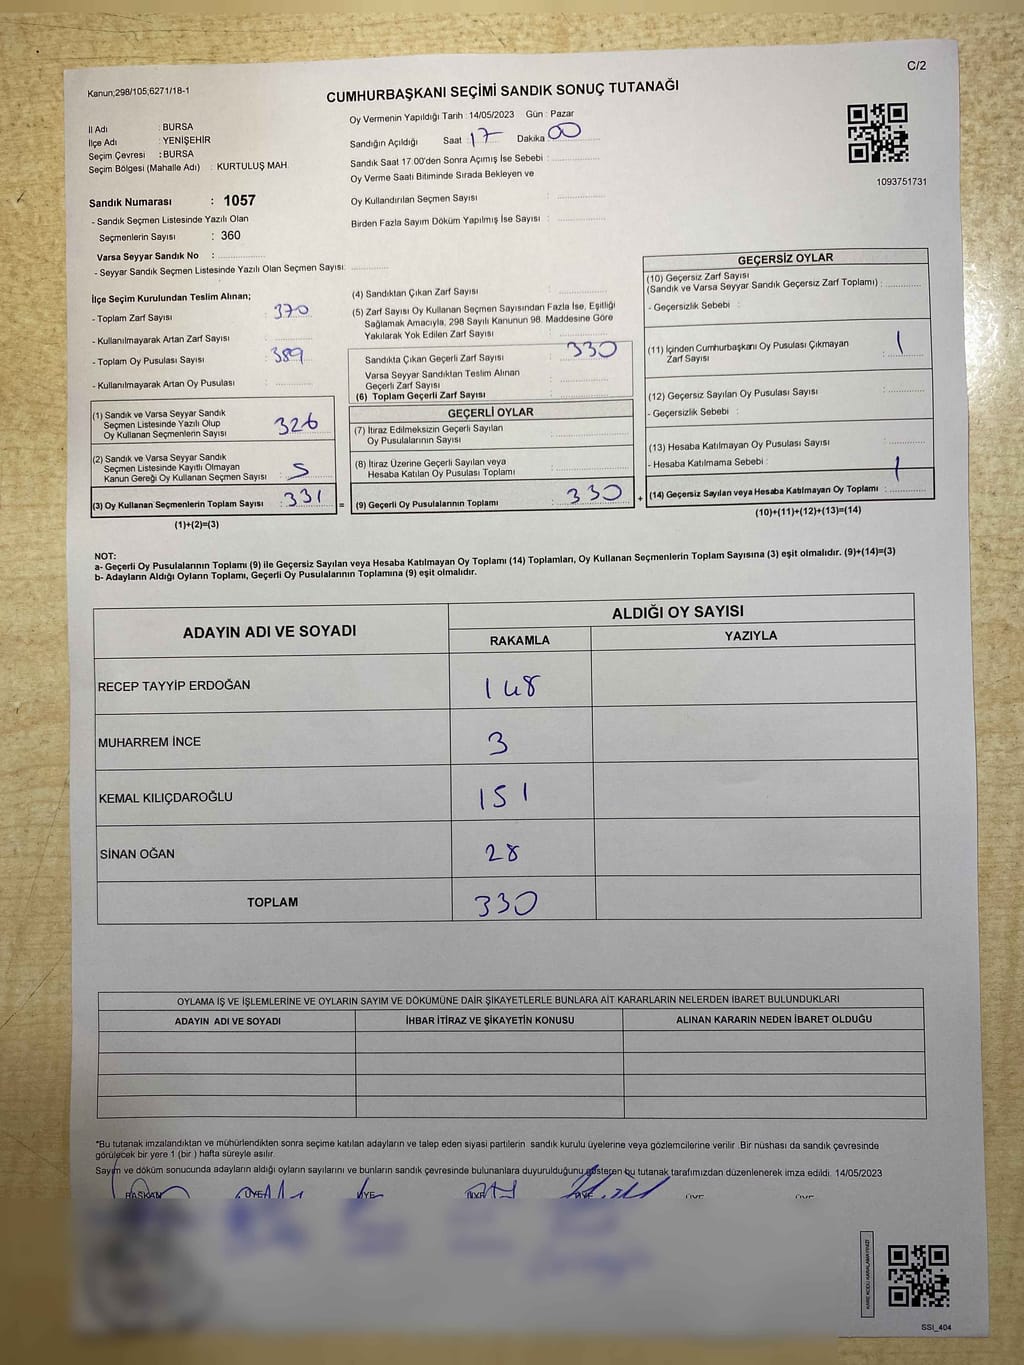 C/2
Kanun;298/105,6271/18-1
CUMHURBAŞKANI SEÇİMİ SANDIK SONUÇ TUTANAĞI
Oy Vermenin Yapıldığı Tarih : 14/05/2023 Gün : Pazar
İl Adı : BURSA
İlçe Adı : YENİŞEHİR
Seçim Çevresi : BURSA
Seçim Bölgesi (Mahalle Adı) : KURTULUŞ MAH.
Sandığın Açıldığı Saat 17 Dakika 00
Sandık Saat 17.00'den Sonra Açımış İse Sebebi :
Oy Verme Saati Bitiminde Sırada Bekleyen ve
Oy Kullandırılan Seçmen Sayısı :
Birden Fazla Sayım Döküm Yapılmış İse Sayısı :
1093751731
Sandık Numarası : 1057
- Sandık Seçmen Listesinde Yazılı Olan
Seçmenlerin Sayısı : 360
Varsa Seyyar Sandık No :
- Seyyar Sandık Seçmen Listesinde Yazılı Olan Seçmen Sayısı:
İlçe Seçim Kurulundan Teslim Alınan;
- Toplam Zarf Sayısı : 370
- Kullanılmayarak Artan Zarf Sayısı :
- Toplam Oy Pusulası Sayısı : 389
- Kullanılmayarak Artan Oy Pusulası :
(1) Sandık ve Varsa Seyyar Sandık
Seçmen Listesinde Yazılı Olup
Oy Kullanan Seçmenlerin Sayısı : 326
(2) Sandık ve Varsa Seyyar Sandık
Seçmen Listesinde Kayıtlı Olmayan
Kanun Gereği Oy Kullanan Seçmen Sayısı : 5
(3) Oy Kullanan Seçmenlerin Toplam Sayısı : 331 =
(1)+(2)=(3)
(4) Sandıktan Çıkan Zarf Sayısı :
(5) Zarf Sayısı Oy Kullanan Seçmen Sayısından Fazla İse, Eşitliği
Sağlamak Amacıyla, 298 Sayılı Kanunun 98. Maddesine Göre
Yakılarak Yok Edilen Zarf Sayısı :
Sandıkta Çıkan Geçerli Zarf Sayısı : 330
Varsa Seyyar Sandıktan Teslim Alınan
Geçerli Zarf Sayısı :
(6) Toplam Geçerli Zarf Sayısı :
GEÇERLİ OYLAR
(7) İtiraz Edilmeksizin Geçerli Sayılan
Oy Pusulalarının Sayısı :
(8) İtiraz Üzerine Geçerli Sayılan veya
Hesaba Katılan Oy Pusulası Toplamı :
(9) Geçerli Oy Pusulalarının Toplamı : 330 +
GEÇERSİZ OYLAR
(10) Geçersiz Zarf Sayısı
(Sandık ve Varsa Seyyar Sandık Geçersiz Zarf Toplamı) :
- Geçersizlik Sebebi :
(11) İçinden Cumhurbaşkanı Oy Pusulası Çıkmayan
Zarf Sayısı : 1
(12) Geçersiz Sayılan Oy Pusulası Sayısı :
- Geçersizlik Sebebi :
(13) Hesaba Katılmayan Oy Pusulası Sayısı :
- Hesaba Katılmama Sebebi :
(14) Geçersiz Sayılan veya Hesaba Katılmayan Oy Toplamı : 1
(10)+(11)+(12)+(13)=(14)
NOT:
a- Geçerli Oy Pusulalarının Toplamı (9) ile Geçersiz Sayılan veya Hesaba Katılmayan Oy Toplamı (14) Toplamları, Oy Kullanan Seçmenlerin Toplam Sayısına (3) eşit olmalıdır. (9)+(14)=(3)
b- Adayların Aldığı Oyların Toplamı, Geçerli Oy Pusulalarının Toplamına (9) eşit olmalıdır.
ADAYIN ADI VE SOYADI ALDIĞI OY SAYISI
RAKAMLA YAZIYLA
RECEP TAYYİP ERDOĞAN 148
MUHARREM İNCE 3
KEMAL KILIÇDAROĞLU 151
SİNAN OĞAN 28
TOPLAM 330
OYLAMA İŞ VE İŞLEMLERİNE VE OYLARIN SAYIM VE DÖKÜMÜNE DAİR ŞİKAYETLERLE BUNLARA AİT KARARLARIN NELERDEN İBARET BULUNDUKLARI
ADAYIN ADI VE SOYADI İHBAR İTİRAZ VE ŞİKAYETİN KONUSU ALINAN KARARIN NEDEN İBARET OLDUĞU
*Bu tutanak imzalandıktan ve mühürlendikten sonra seçime katılan adayların ve talep eden siyasi partilerin sandık kurulu üyelerine veya gözlemcilerine verilir .Bir nüshası da sandık çevresinde
görülecek bir yere 1 (bir ) hafta süreyle asılır.
Sayım ve döküm sonucunda adayların aldığı oyların sayılarını ve bunların sandık çevresinde bulunanlara duyurulduğunu gösteren bu tutanak tarafımızdan düzenlenerek imza edildi. 14/05/2023
BAŞKAN ÜYE ÜYE ÜYE ÜYE ÜYE
SSI_404